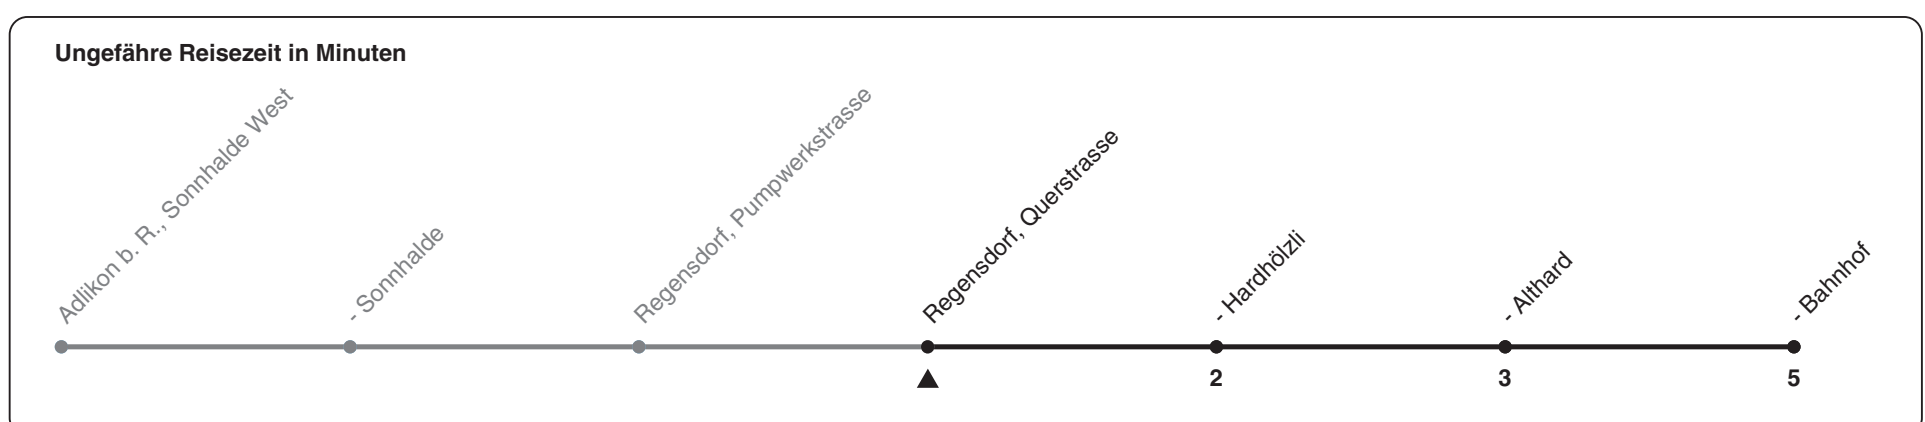 Ungefähre Reisezeit in Minuten
Adlikon b. R., Sonnhalde West
- Sonnhalde
Regensdorf, Pumpwerkstrasse
Regensdorf, Querstrasse
- Hardhölzli
- Althard
- Bahnhof
2
3
5